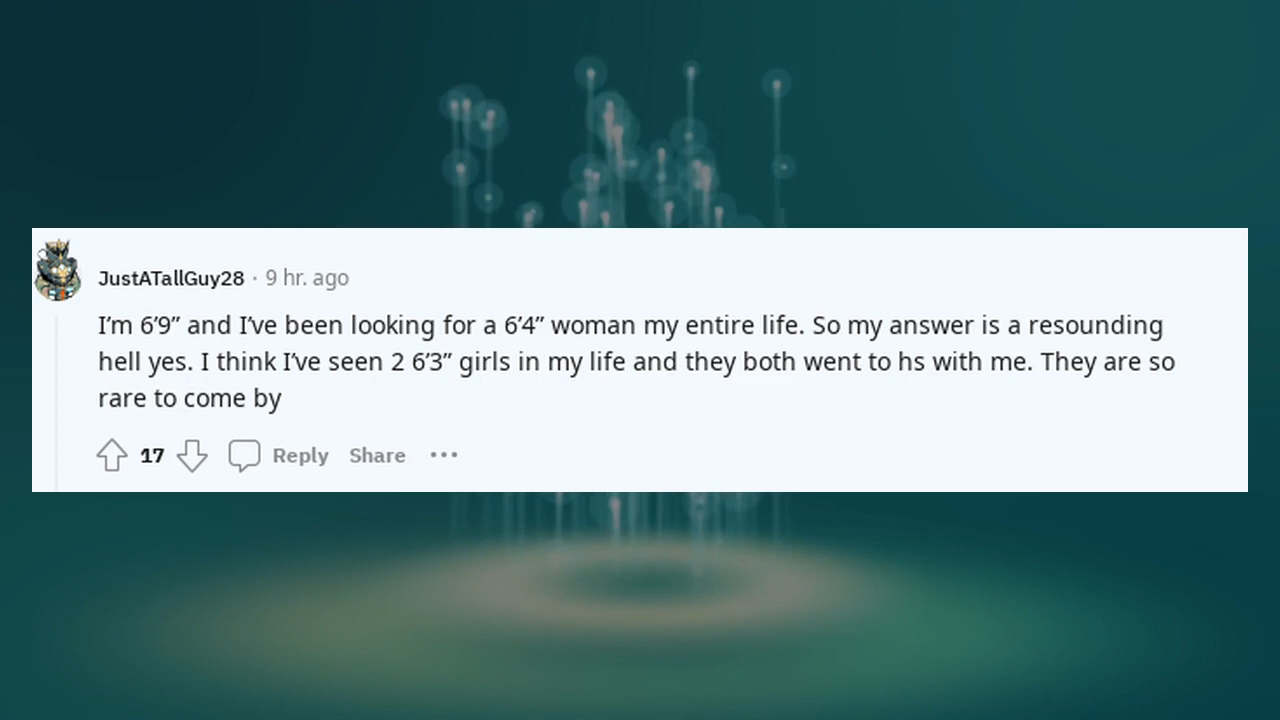 JustATallGuy28 · 9 hr. ago
I’m 6’9” and I’ve been looking for a 6’4” woman my entire life. So my answer is a resounding
hell yes. I think I’ve seen 2 6’3” girls in my life and they both went to hs with me. They are so
rare to come by
17 Reply Share ···